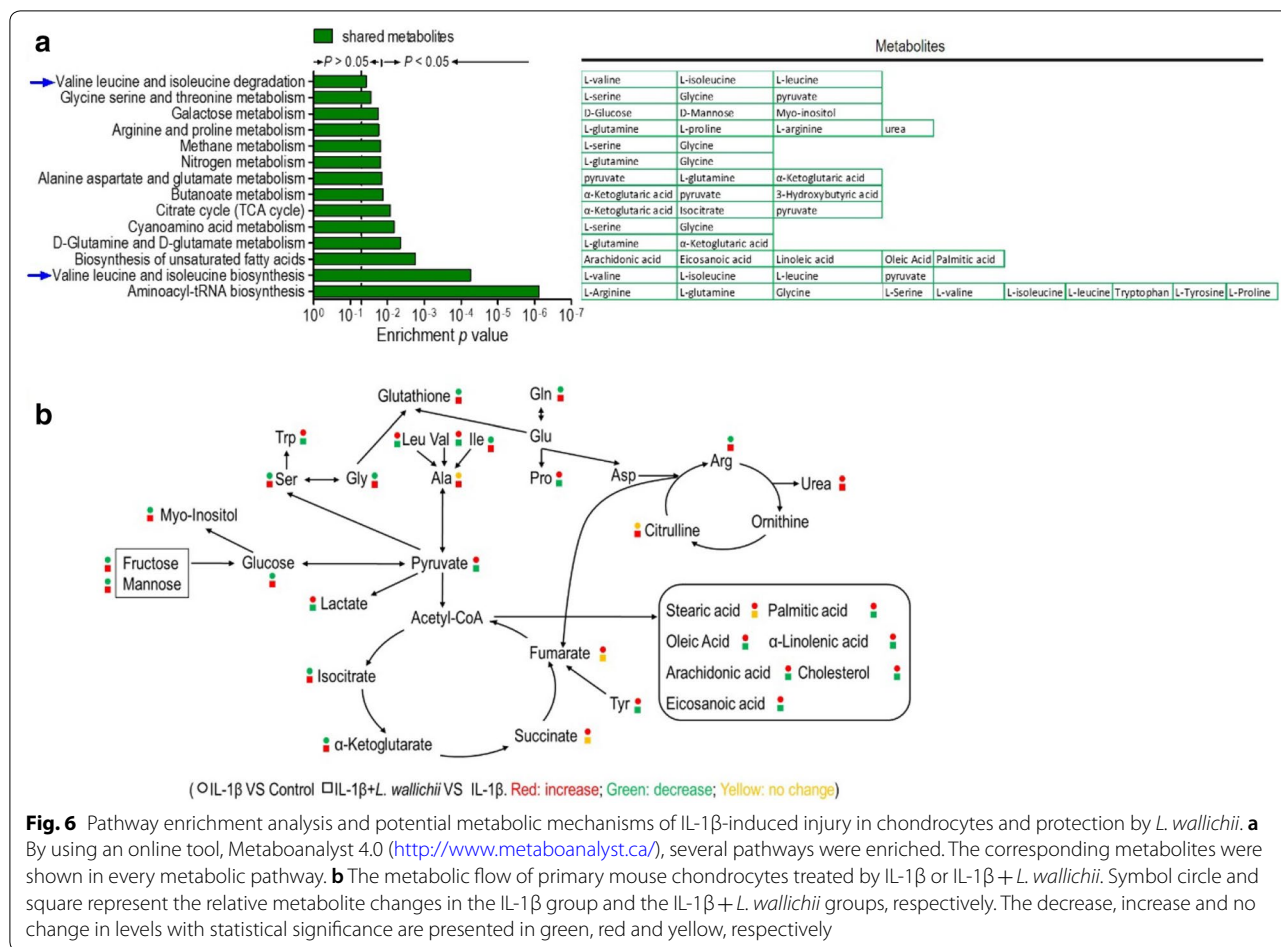 a
shared metabolites
P > 0.05 P < 0.05
Metabolites
Valine leucine and isoleucine degradation L-valine L-isoleucine L-leucine
Glycine serine and threonine metabolism L-serine Glycine pyruvate
Galactose metabolism D-Glucose D-Mannose Myo-inositol
Arginine and proline metabolism L-glutamine L-proline L-arginine urea
Methane metabolism L-serine Glycine
Nitrogen metabolism L-glutamine Glycine
Alanine aspartate and glutamate metabolism pyruvate L-glutamine α-Ketoglutaric acid
Butanoate metabolism α-Ketoglutaric acid pyruvate 3-Hydroxybutyric acid
Citrate cycle (TCA cycle) α-Ketoglutaric acid Isocitrate pyruvate
Cyanoamino acid metabolism L-serine Glycine
D-Glutamine and D-glutamate metabolism L-glutamine α-Ketoglutaric acid
Biosynthesis of unsaturated fatty acids Arachidonic acid Eicosanoic acid Linoleic acid Oleic Acid Palmitic acid
Valine leucine and isoleucine biosynthesis L-valine L-isoleucine L-leucine pyruvate
Aminoacyl-tRNA biosynthesis L-Arginine L-glutamine Glycine L-Serine L-valine L-isoleucine L-leucine Tryptophan L-Tyrosine L-Proline
10⁰ 10⁻¹ 10⁻² 10⁻³ 10⁻⁴ 10⁻⁵ 10⁻⁶ 10⁻⁷
Enrichment p value
b
Glutathione Gln
Trp Leu Val Ile Glu
Arg
Ser Gly Ala Pro Asp
Urea
Myo-Inositol
Citrulline Ornithine
Fructose Glucose Pyruvate
Mannose
Lactate
Acetyl-CoA
Stearic acid Palmitic acid
Oleic Acid α-Linolenic acid
Fumarate
Isocitrate
Arachidonic acid Cholesterol
Tyr
Eicosanoic acid
α-Ketoglutarate Succinate
(○IL-1β VS Control □IL-1β+L. wallichii VS IL-1β. Red: increase; Green: decrease; Yellow: no change)
Fig. 6 Pathway enrichment analysis and potential metabolic mechanisms of IL-1β-induced injury in chondrocytes and protection by L. wallichii. a
By using an online tool, Metaboanalyst 4.0 (http://www.metaboanalyst.ca/), several pathways were enriched. The corresponding metabolites were
shown in every metabolic pathway. b The metabolic flow of primary mouse chondrocytes treated by IL-1β or IL-1β + L. wallichii. Symbol circle and
square represent the relative metabolite changes in the IL-1β group and the IL-1β + L. wallichii groups, respectively. The decrease, increase and no
change in levels with statistical significance are presented in green, red and yellow, respectively